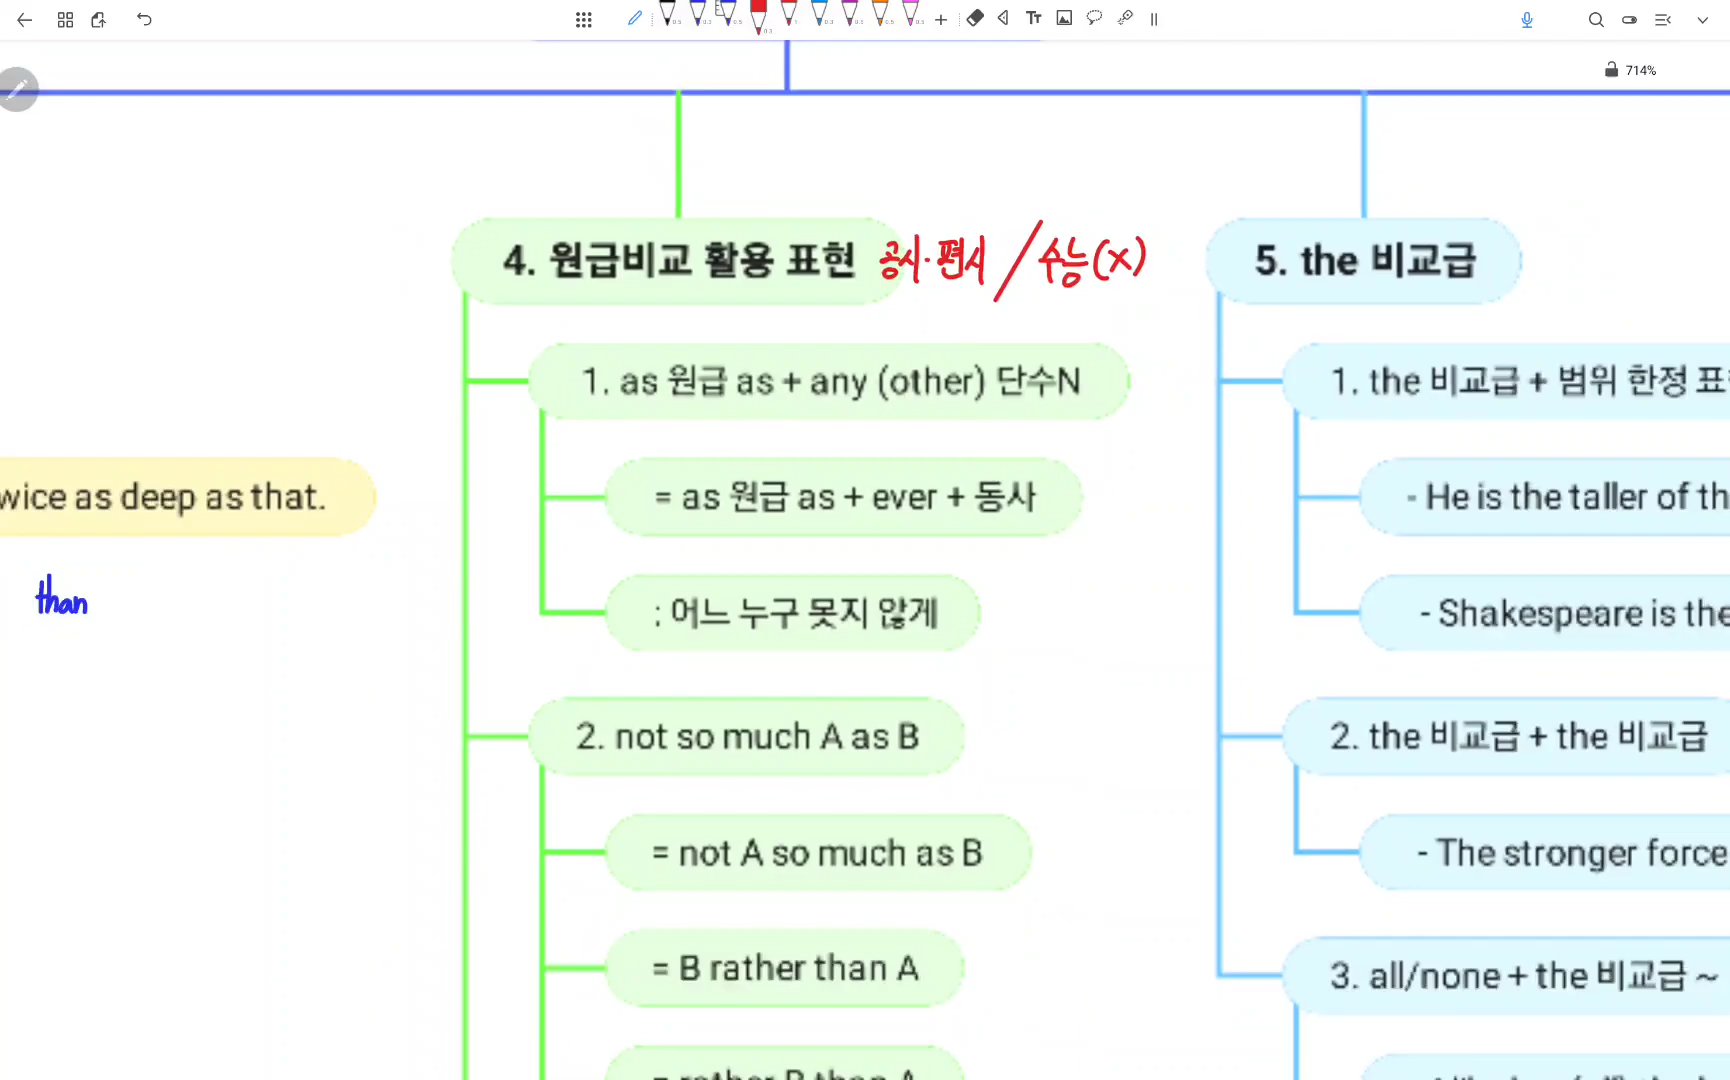 714%
4. 원급비교 활용 표현 공시·편시 / 수능(X)
1. as 원급 as + any (other) 단수N
= as 원급 as + ever + 동사
: 어느 누구 못지 않게
2. not so much A as B
= not A so much as B
= B rather than A
= rather B than A
wice as deep as that.
than
5. the 비교급
1. the 비교급 + 범위 한정
- He is the taller of th
- Shakespeare is the
2. the 비교급 + the 비교급
- The stronger force
3. all/none + the 비교급 ~